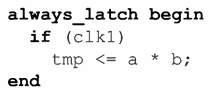 always_latch begin
  if (clk1)
    tmp <= a * b;
end